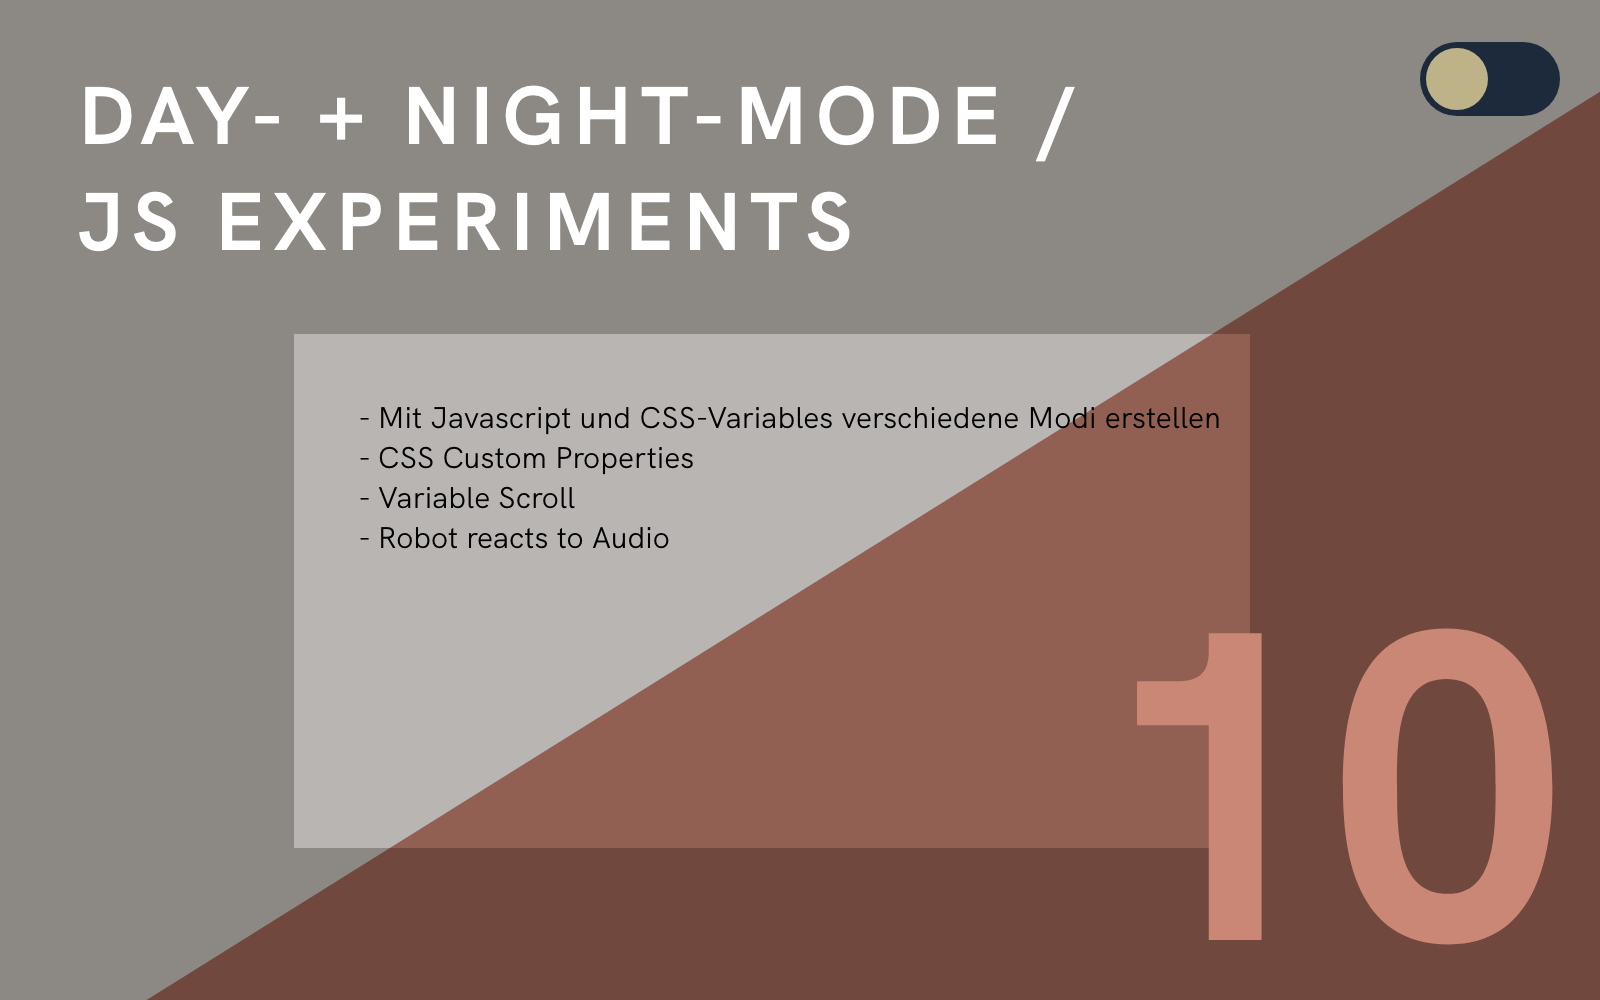 DAY- + NIGHT-MODE /
JS EXPERIMENTS
- Mit Javascript und CSS-Variables verschiedene Modi erstellen
- CSS Custom Properties
- Variable Scroll
- Robot reacts to Audio
10